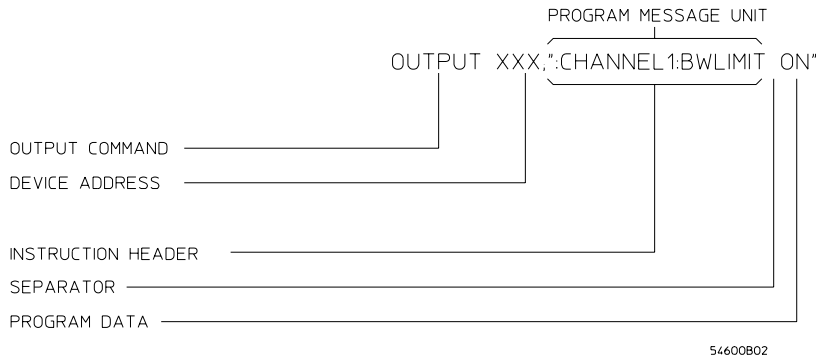 PROGRAM MESSAGE UNIT
OUTPUT XXX,":CHANNEL1:BWLIMIT ON"
OUTPUT COMMAND
DEVICE ADDRESS
INSTRUCTION HEADER
SEPARATOR
PROGRAM DATA
54600B02